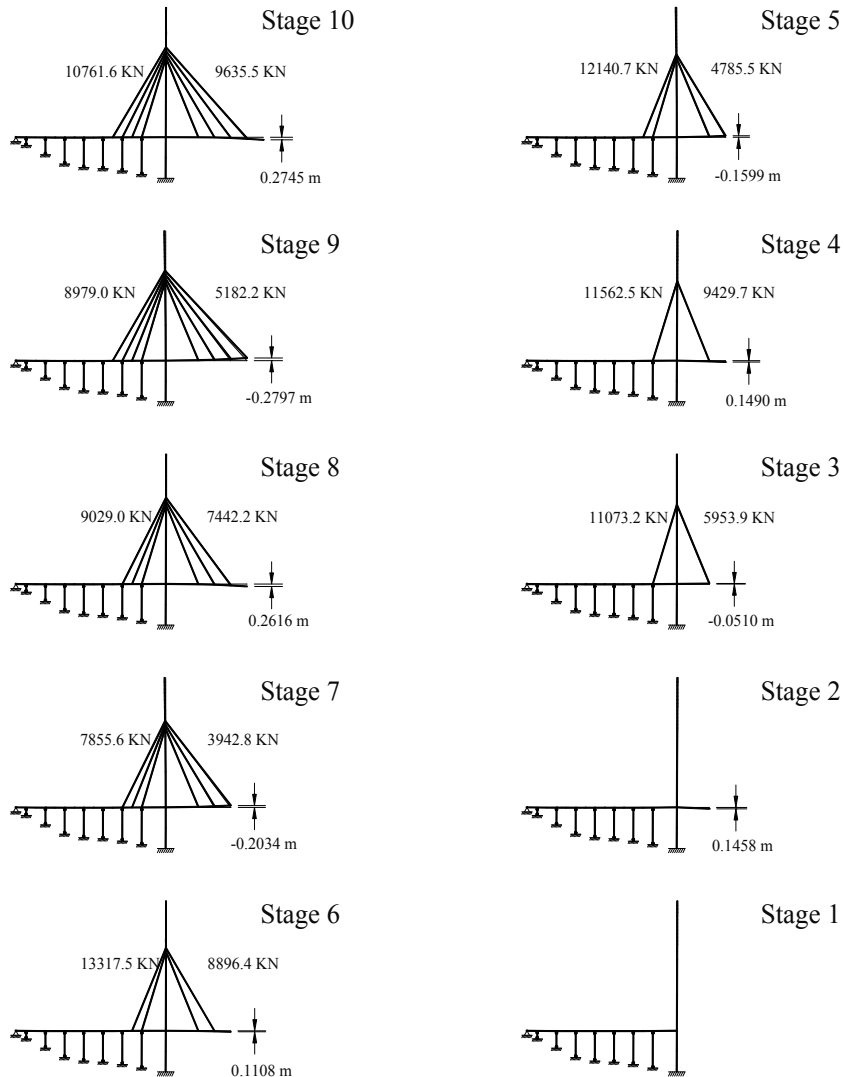 Stage 10
10761.6 KN
9635.5 KN
0.2745 m
Stage 9
8979.0 KN
5182.2 KN
-0.2797 m
Stage 8
9029.0 KN
7442.2 KN
0.2616 m
Stage 7
7855.6 KN
3942.8 KN
-0.2034 m
Stage 6
13317.5 KN
8896.4 KN
0.1108 m
Stage 5
12140.7 KN
4785.5 KN
-0.1599 m
Stage 4
11562.5 KN
9429.7 KN
0.1490 m
Stage 3
11073.2 KN
5953.9 KN
-0.0510 m
Stage 2
0.1458 m
Stage 1